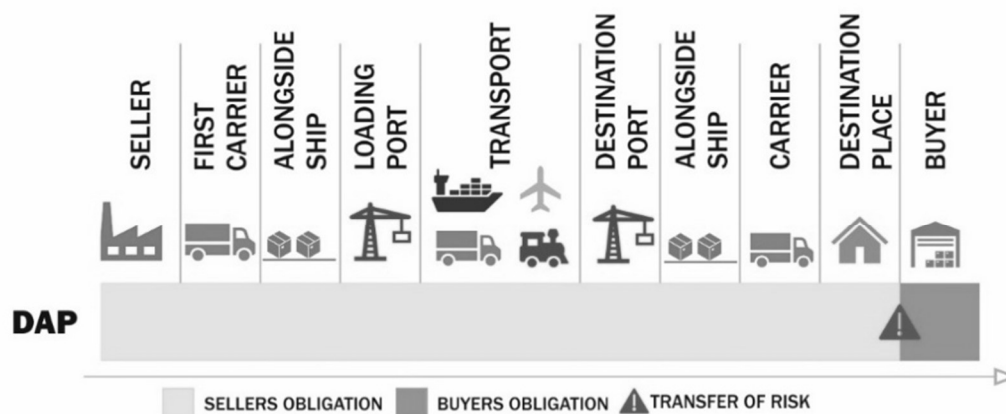 SELLER
FIRST
CARRIER
ALONGSIDE
SHIP
LOADING
PORT
TRANSPORT
DESTINATION
PORT
ALONGSIDE
SHIP
CARRIER
DESTINATION
PLACE
BUYER
DAP
SELLERS OBLIGATION
BUYERS OBLIGATION
TRANSFER OF RISK